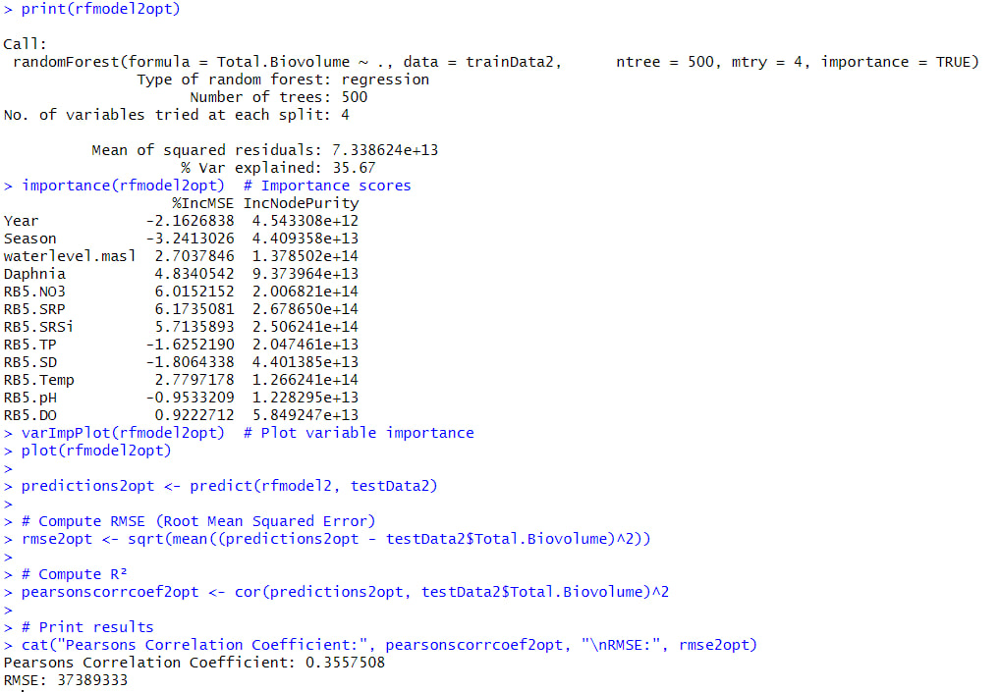 > print(rfmodel2opt)

Call:
 randomForest(formula = Total.Biovolume ~ ., data = trainData2,      ntree = 500, mtry = 4, importance = TRUE)
               Type of random forest: regression
                     Number of trees: 500
No. of variables tried at each split: 4

          Mean of squared residuals: 7.338624e+13
                    % Var explained: 35.67
> importance(rfmodel2opt)  # Importance scores
                   %IncMSE IncNodePurity
Year            -2.1626838  4.543308e+12
Season          -3.2413026  4.409358e+13
waterlevel.masl  2.7037846  1.378502e+14
Daphnia          4.8340542  9.373964e+13
RB5.NO3          6.0152152  2.006821e+14
RB5.SRP          6.1735081  2.678650e+14
RB5.SRSi         5.7135893  2.506241e+14
RB5.TP          -1.6252190  2.047461e+13
RB5.SD          -1.8064338  4.401385e+13
RB5.Temp         2.7797178  1.266241e+14
RB5.pH          -0.9533209  1.228295e+13
RB5.DO           0.9222712  5.849247e+13
> varImpPlot(rfmodel2opt)  # Plot variable importance
> plot(rfmodel2opt)
>
> predictions2opt <- predict(rfmodel2, testData2)
>
> # Compute RMSE (Root Mean Squared Error)
> rmse2opt <- sqrt(mean((predictions2opt - testData2$Total.Biovolume)^2))
>
> # Compute R²
> pearsonscorrcoef2opt <- cor(predictions2opt, testData2$Total.Biovolume)^2
>
> # Print results
> cat("Pearsons Correlation Coefficient:", pearsonscorrcoef2opt, "\nRMSE:", rmse2opt)
Pearsons Correlation Coefficient: 0.3557508
RMSE: 37389333